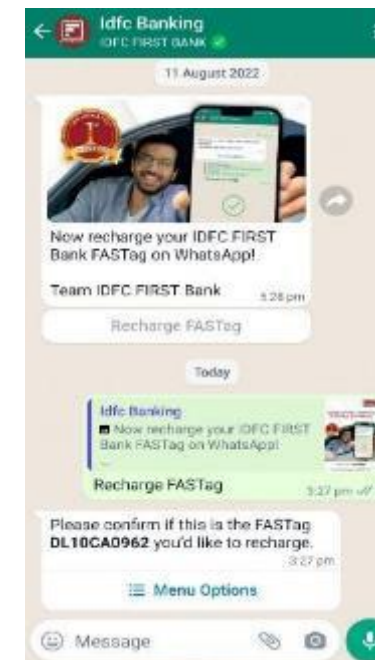 Idfc Banking
IDFC FIRST BANK
11 August 2022
1st
Now recharge your IDFC FIRST
Bank FASTag on WhatsApp!
Team IDFC FIRST Bank
5:28 pm
Recharge FASTag
Today
Idfc Banking
Now recharge your IDFC FIRST
Bank FASTag on WhatsApp!
Recharge FASTag
3:27 pm
Please confirm if this is the FASTag
DL10CA0962 you'd like to recharge.
3:27 pm
Menu Options
Message